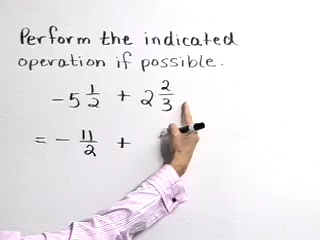 Perform the indicated
operation if possible.
-5 1/2 + 2 2/3
= - 11/2 +